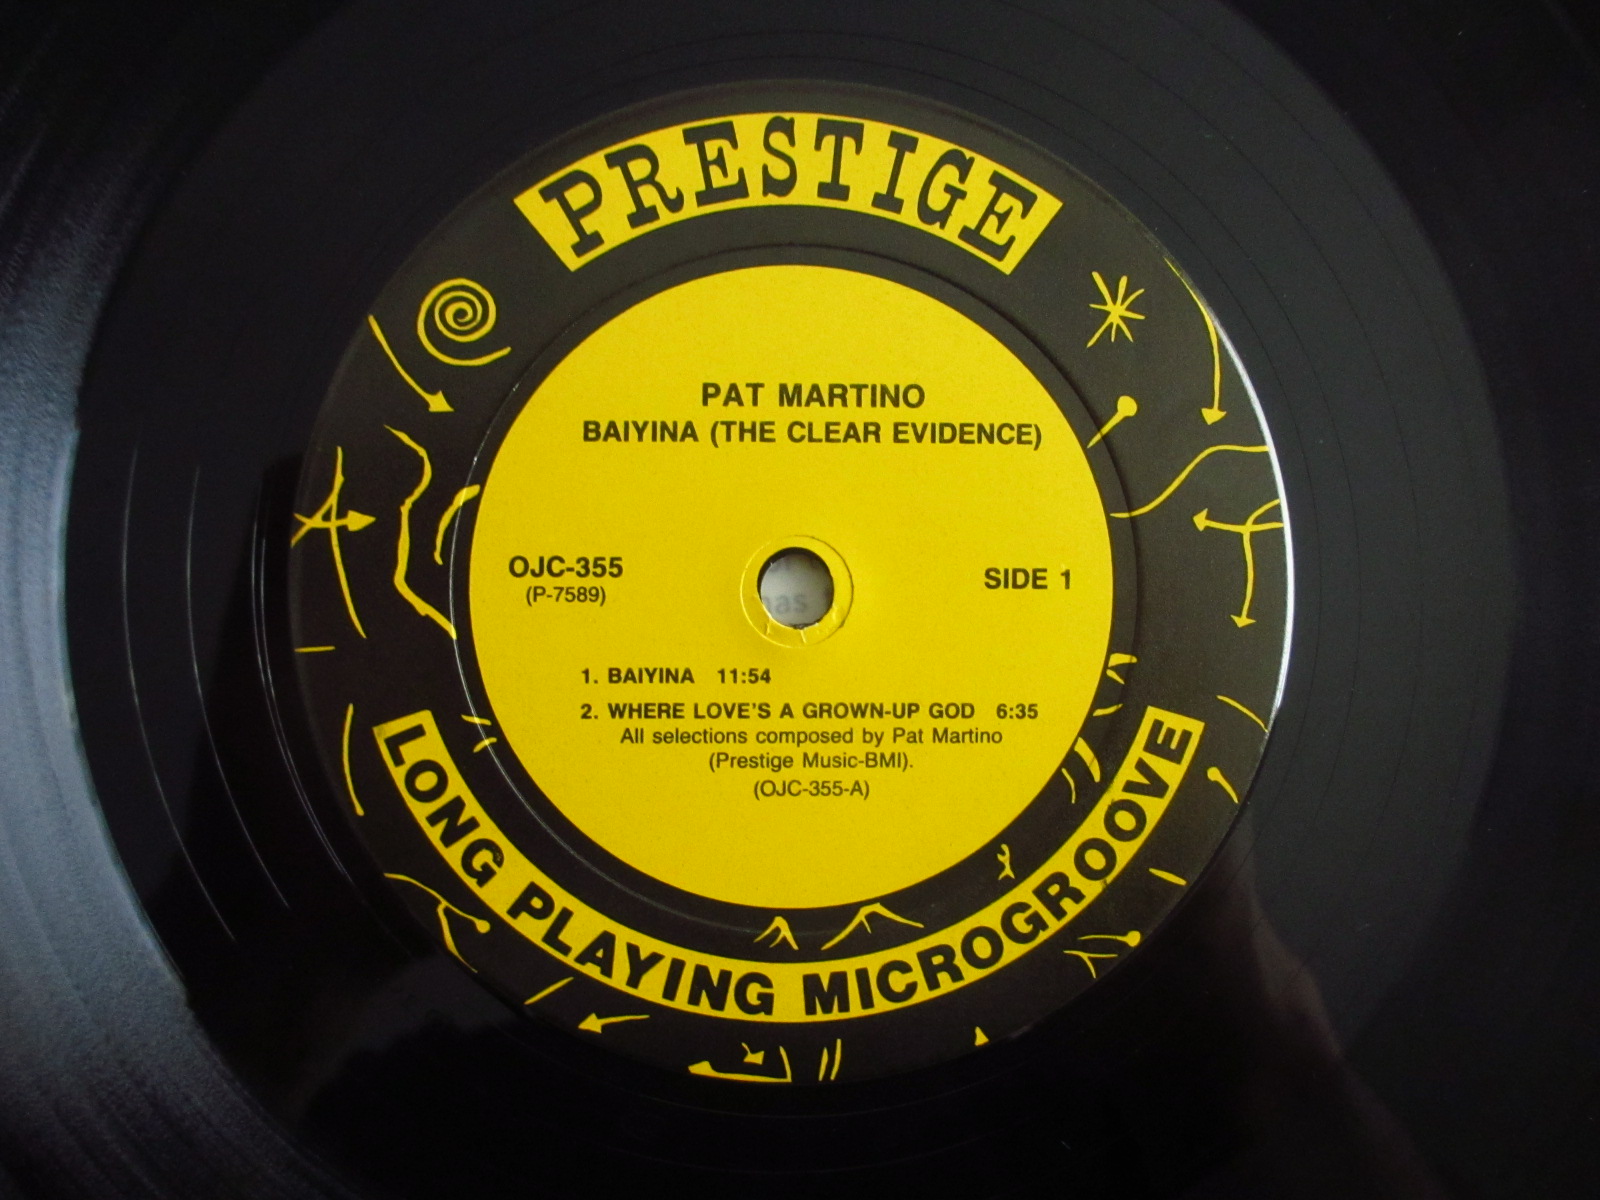 PRESTIGE
PAT MARTINO
BAIYINA (THE CLEAR EVIDENCE)
OJC-355
(P-7589)
SIDE 1
1. BAIYINA 11:54
2. WHERE LOVE'S A GROWN-UP GOD 6:35
All selections composed by Pat Martino
(Prestige Music-BMI).
(OJC-355-A)
LONG PLAYING MICROGROOVE